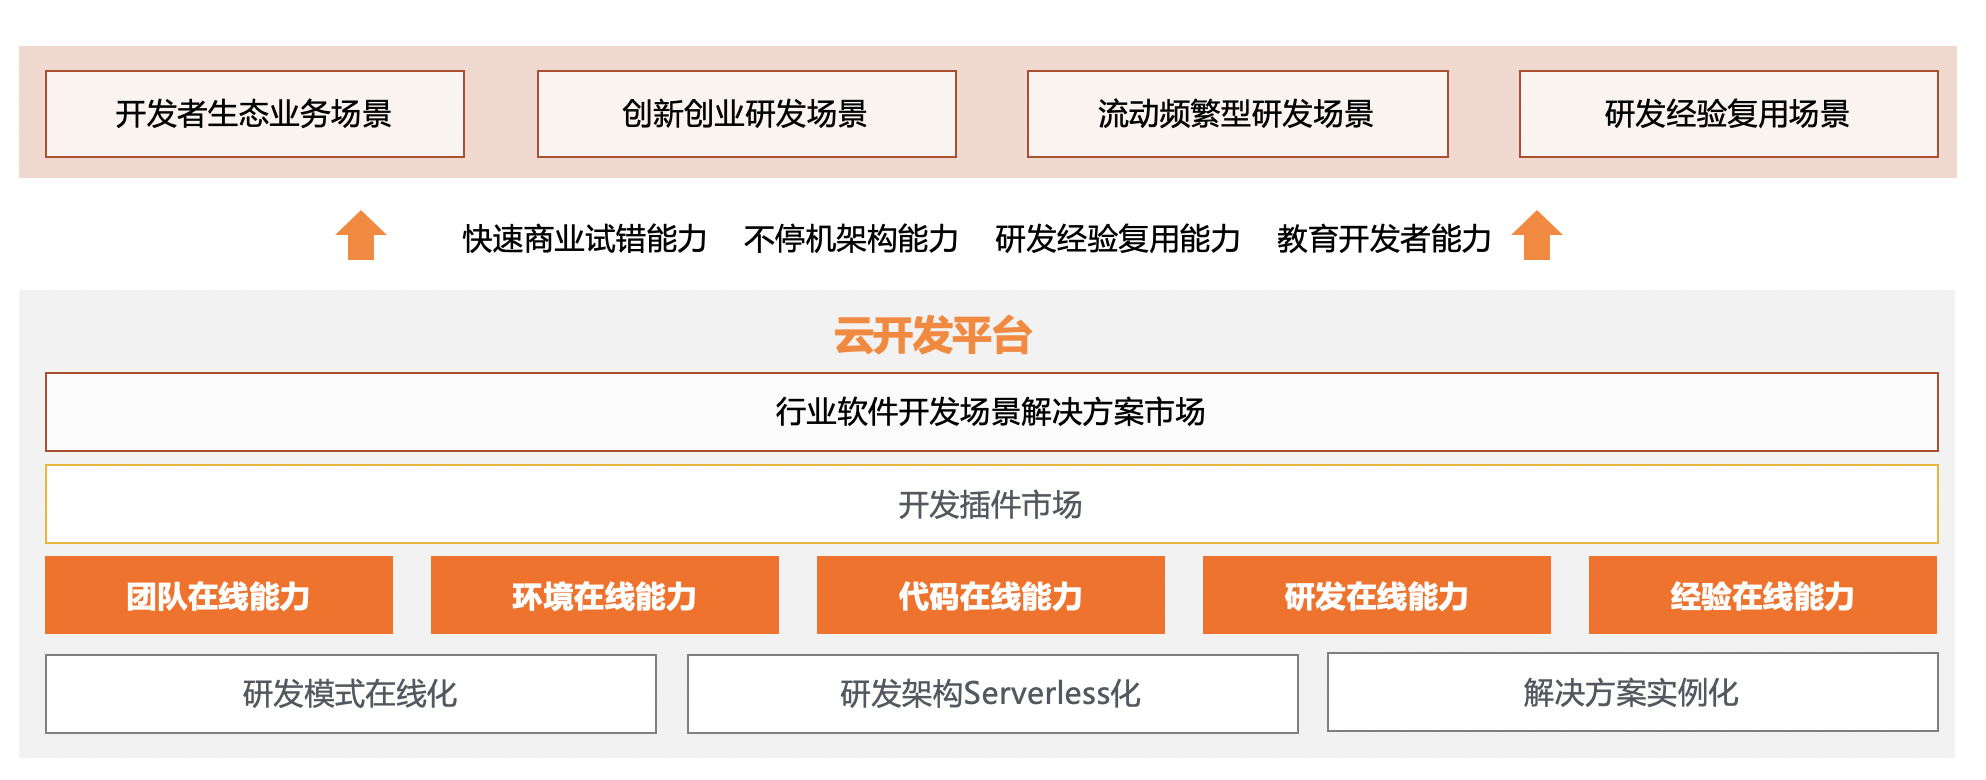 开发者生态业务场景 创新创业研发场景 流动频繁型研发场景 研发经验复用场景
快速商业试错能力 不停机架构能力 研发经验复用能力 教育开发者能力
云开发平台
行业软件开发场景解决方案市场
开发插件市场
团队在线能力 环境在线能力 代码在线能力 研发在线能力 经验在线能力
研发模式在线化 研发架构Serverless化 解决方案实例化